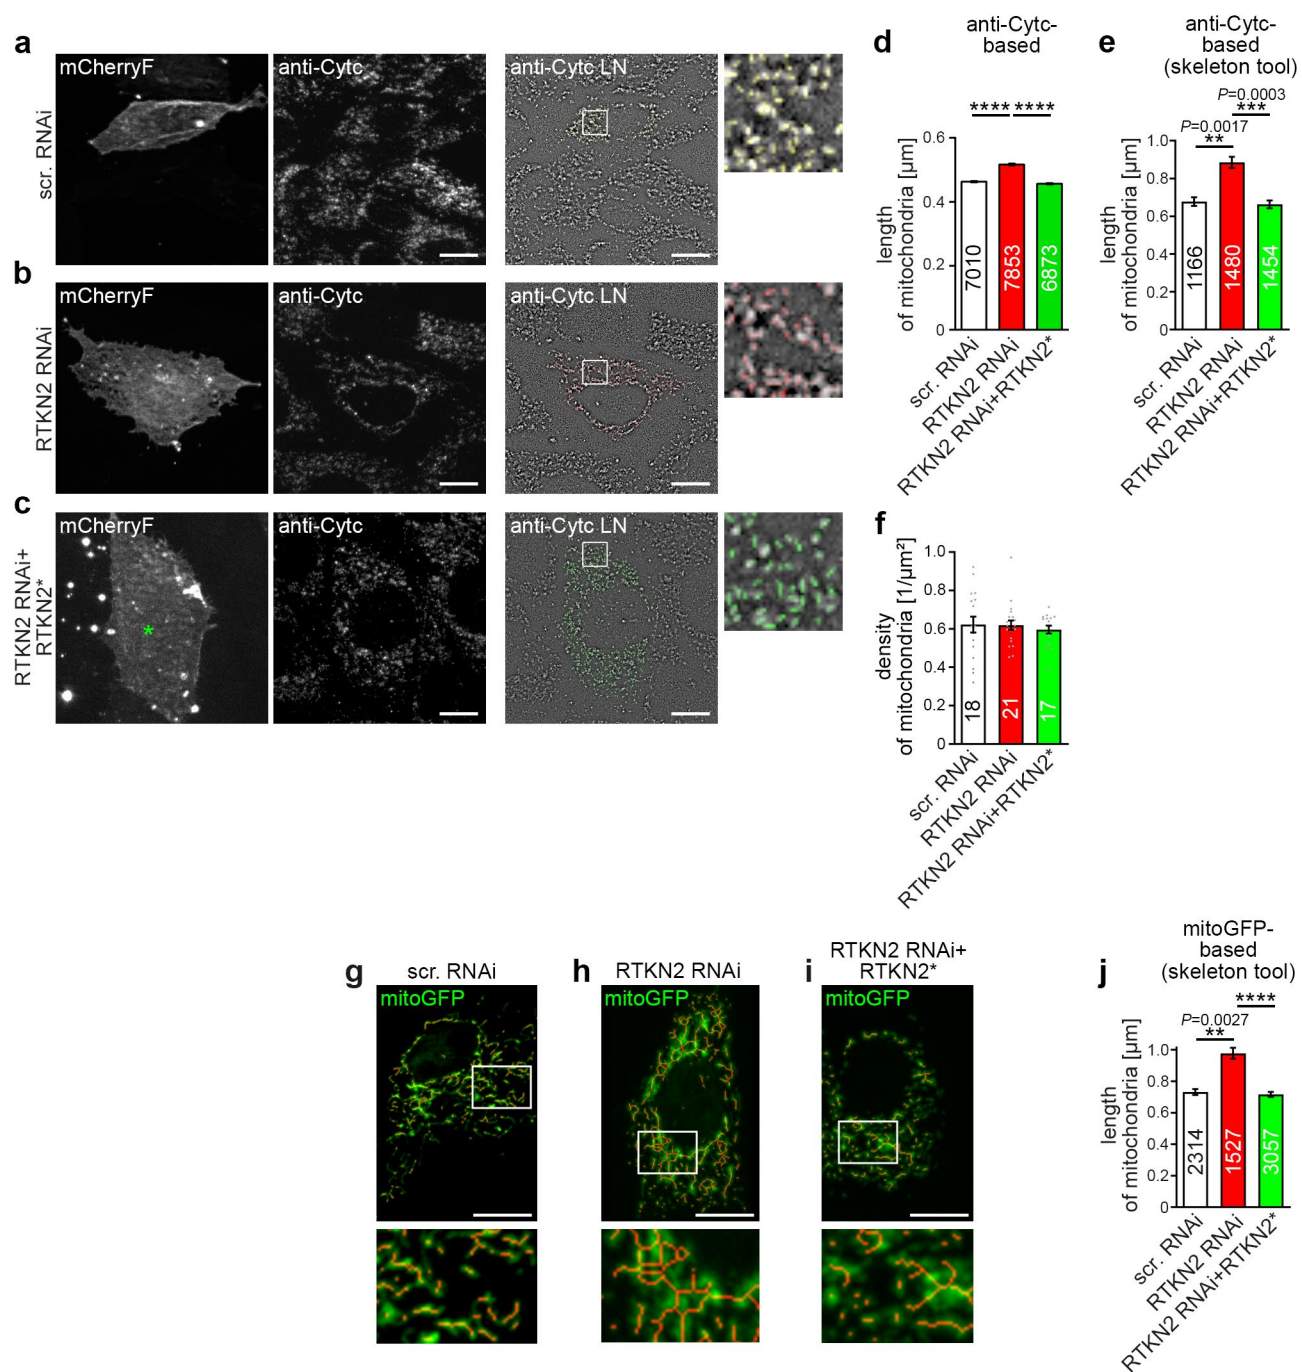 a
scr. RNAi
mCherryF
anti-Cytc
anti-Cytc LN
b
RTKN2 RNAi
mCherryF
anti-Cytc
anti-Cytc LN
c
RTKN2 RNAi+
RTKN2*
mCherryF
*
anti-Cytc
anti-Cytc LN
d
anti-Cytc-
based
**** ****
length
of mitochondria [µm]
0.6
0.4
0.2
0
7010
7853
6873
scr. RNAi
RTKN2 RNAi
RTKN2 RNAi+RTKN2*
e
anti-Cytc-
based
(skeleton tool)
P=0.0003
***
P=0.0017
**
length
of mitochondria [µm]
1.0
0.8
0.6
0.4
0.2
0
1166
1480
1454
scr. RNAi
RTKN2 RNAi
RTKN2 RNAi+RTKN2*
f
density
of mitochondria [1/µm²]
1.0
0.8
0.6
0.4
0.2
0
18
21
17
scr. RNAi
RTKN2 RNAi
RTKN2 RNAi+RTKN2*
g
scr. RNAi
mitoGFP
h
RTKN2 RNAi
mitoGFP
i
RTKN2 RNAi+
RTKN2*
mitoGFP
j
mitoGFP-
based
(skeleton tool)
****
P=0.0027
**
length
of mitochondria [µm]
1.0
0.8
0.6
0.4
0.2
0
2314
1527
3057
scr. RNAi
RTKN2 RNAi
RTKN2 RNAi+RTKN2*